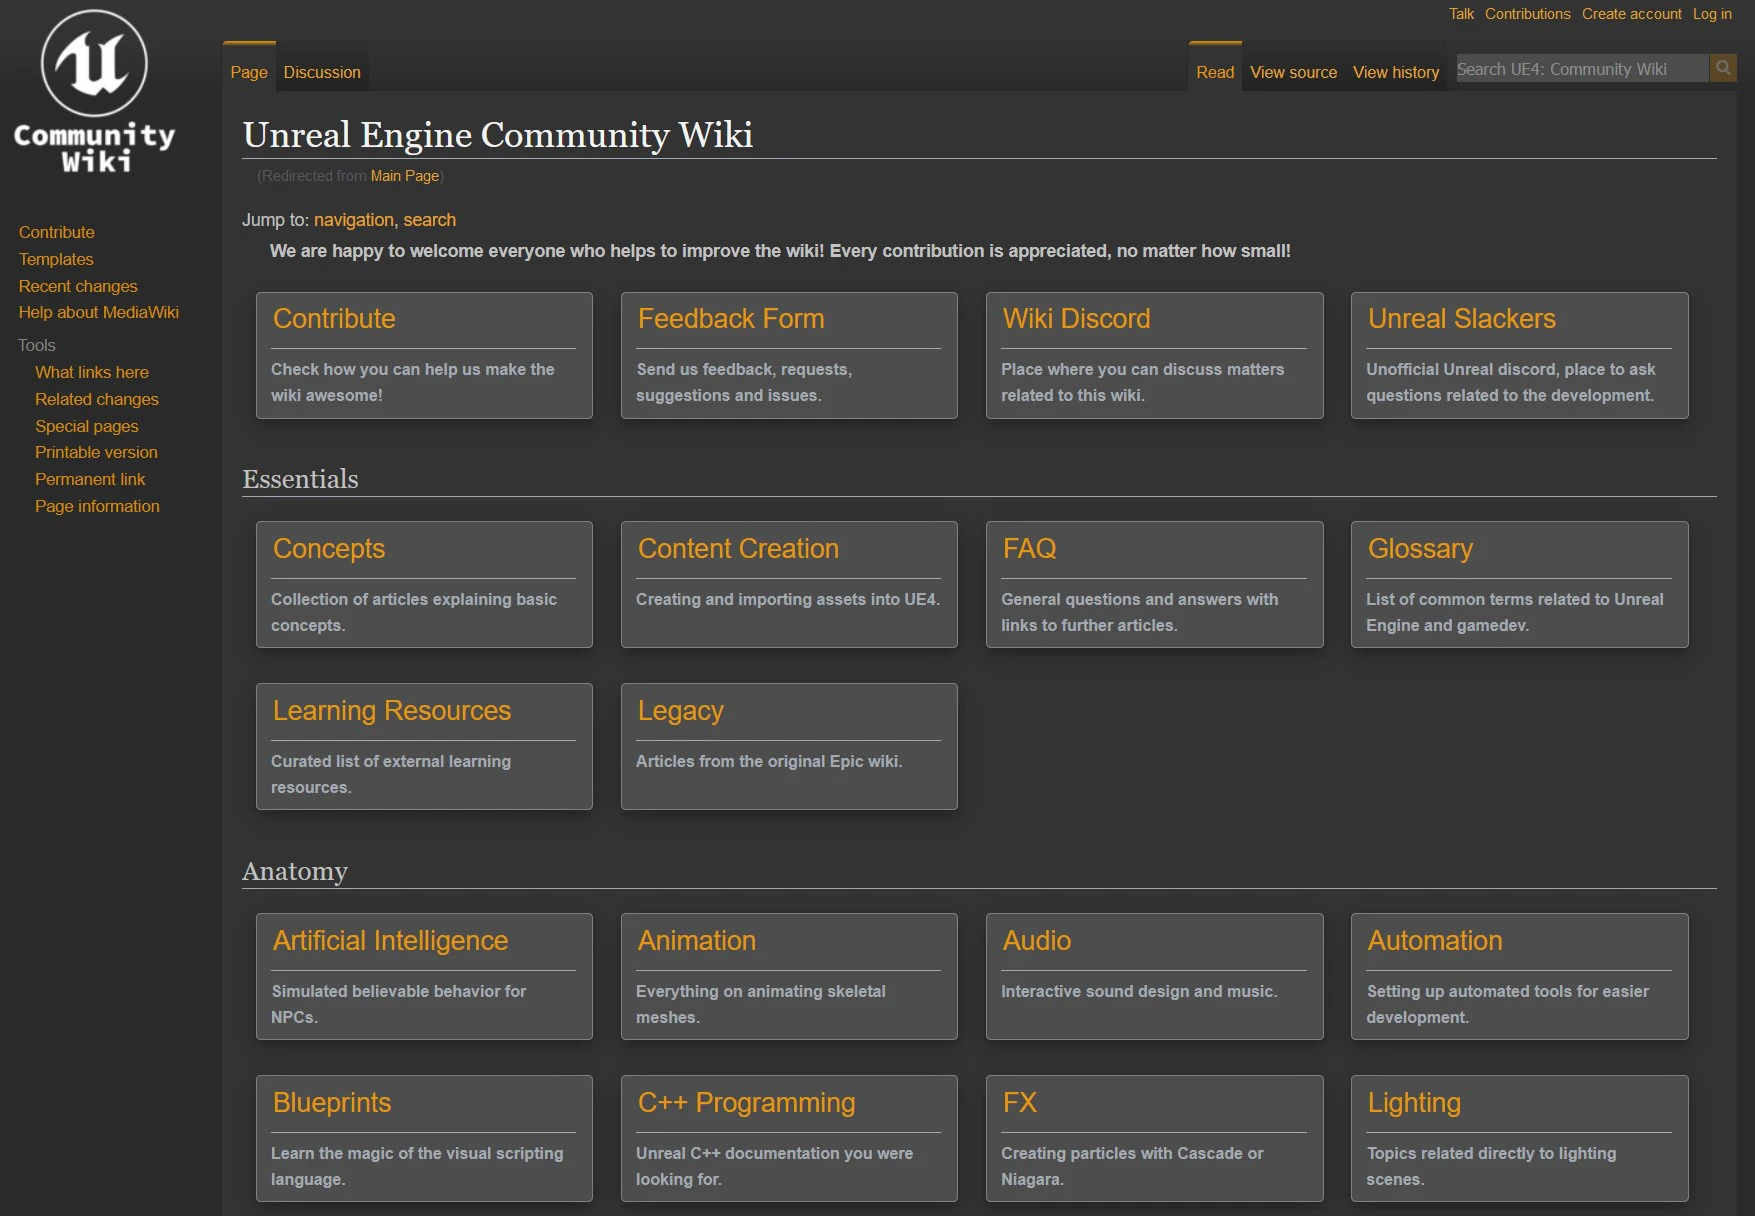 Talk Contributions Create account Log in
Community
Wiki
Page Discussion
Read View source View history Search UE4: Community Wiki
Unreal Engine Community Wiki
(Redirected from Main Page)
Jump to: navigation, search
We are happy to welcome everyone who helps to improve the wiki! Every contribution is appreciated, no matter how small!
Contribute
Templates
Recent changes
Help about MediaWiki
Tools
What links here
Related changes
Special pages
Printable version
Permanent link
Page information
Contribute
Check how you can help us make the
wiki awesome!
Feedback Form
Send us feedback, requests,
suggestions and issues.
Wiki Discord
Place where you can discuss matters
related to this wiki.
Unreal Slackers
Unofficial Unreal discord, place to ask
questions related to the development.
Essentials
Concepts
Collection of articles explaining basic
concepts.
Content Creation
Creating and importing assets into UE4.
FAQ
General questions and answers with
links to further articles.
Glossary
List of common terms related to Unreal
Engine and gamedev.
Learning Resources
Curated list of external learning
resources.
Legacy
Articles from the original Epic wiki.
Anatomy
Artificial Intelligence
Simulated believable behavior for
NPCs.
Animation
Everything on animating skeletal
meshes.
Audio
Interactive sound design and music.
Automation
Setting up automated tools for easier
development.
Blueprints
Learn the magic of the visual scripting
language.
C++ Programming
Unreal C++ documentation you were
looking for.
FX
Creating particles with Cascade or
Niagara.
Lighting
Topics related directly to lighting
scenes.